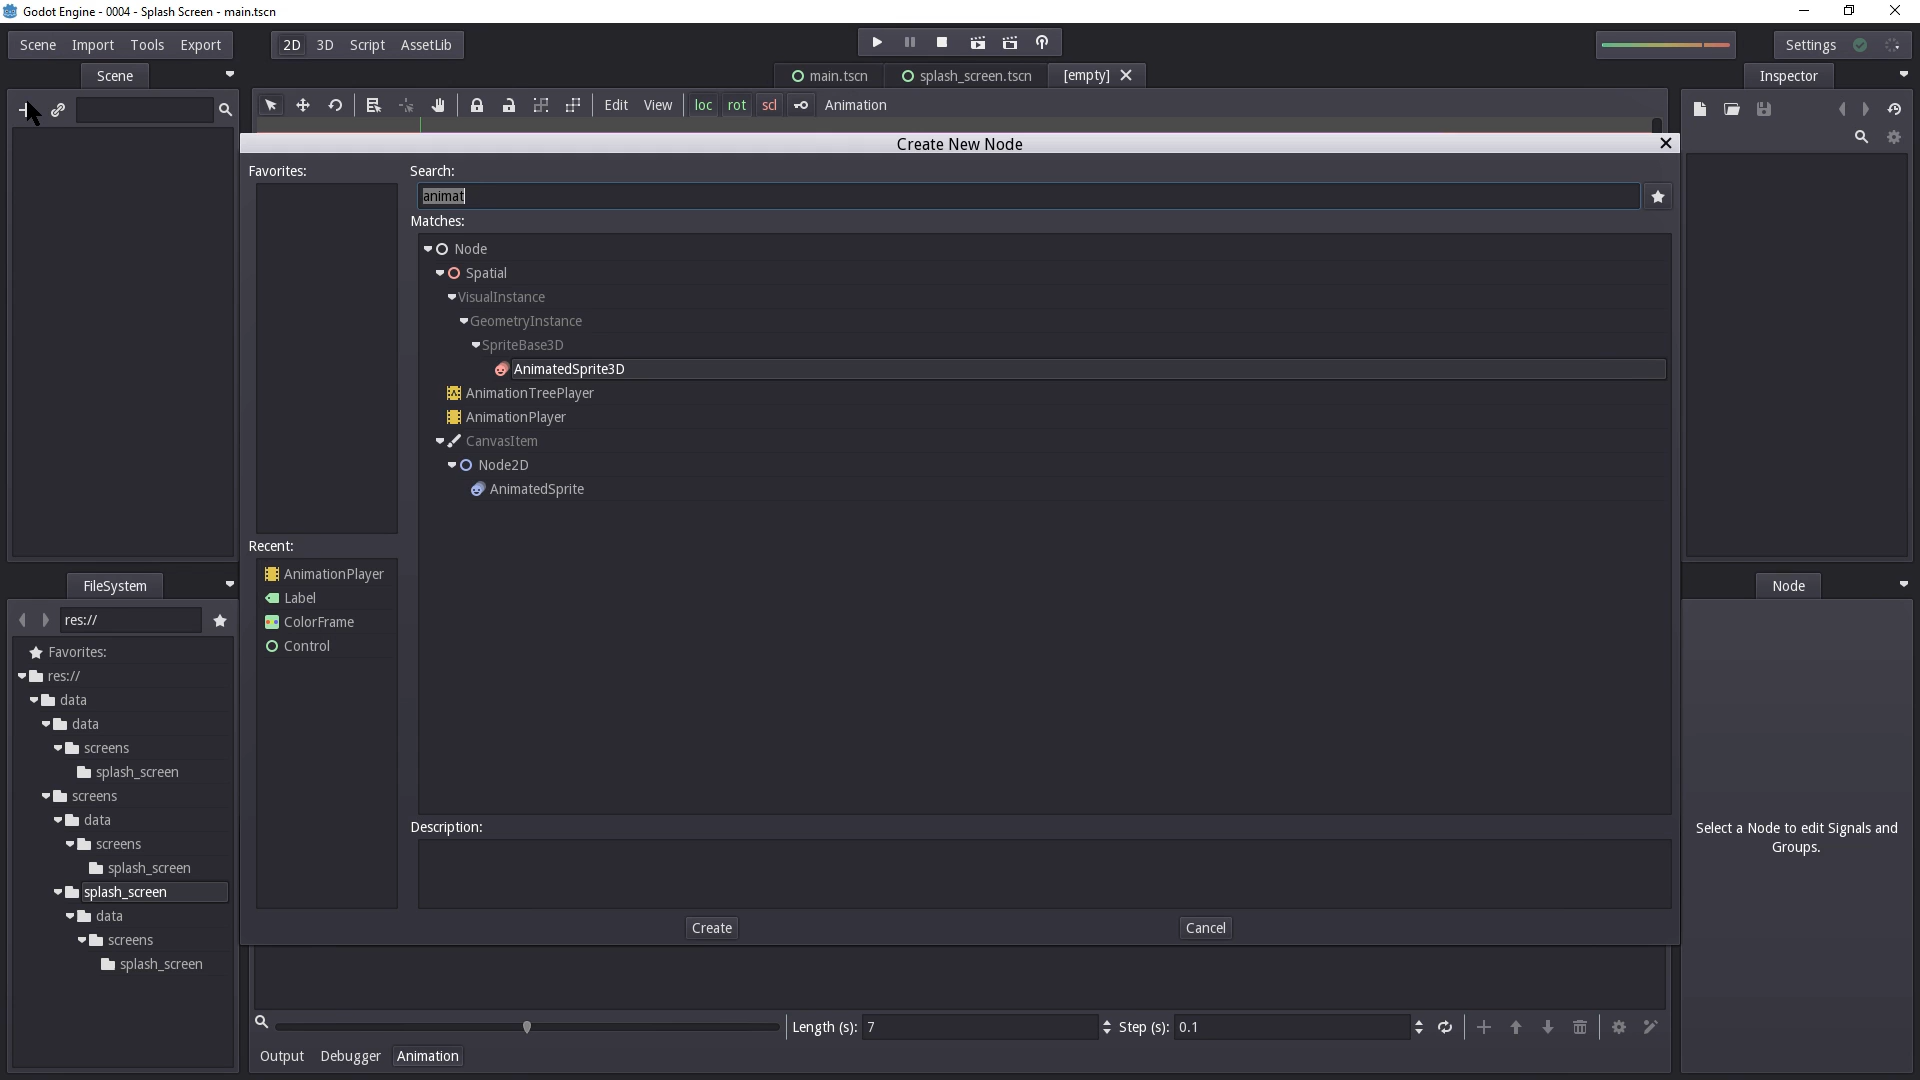 Godot Engine - 0004 - Splash Screen - main.tscn
Scene Import Tools Export
2D 3D Script AssetLib
Settings
Scene
main.tscn splash_screen.tscn [empty]
Inspector
Edit View loc rot scl Animation
Create New Node
Favorites:
Search:
animat
Matches:
Node
Spatial
VisualInstance
GeometryInstance
SpriteBase3D
AnimatedSprite3D
AnimationTreePlayer
AnimationPlayer
CanvasItem
Node2D
AnimatedSprite
Recent:
AnimationPlayer
Label
ColorFrame
Control
Description:
Create
Cancel
FileSystem
res://
Favorites:
res://
data
data
screens
splash_screen
screens
data
screens
splash_screen
splash_screen
data
screens
splash_screen
Node
Select a Node to edit Signals and
Groups.
Length (s): 7 Step (s): 0.1
Output Debugger Animation